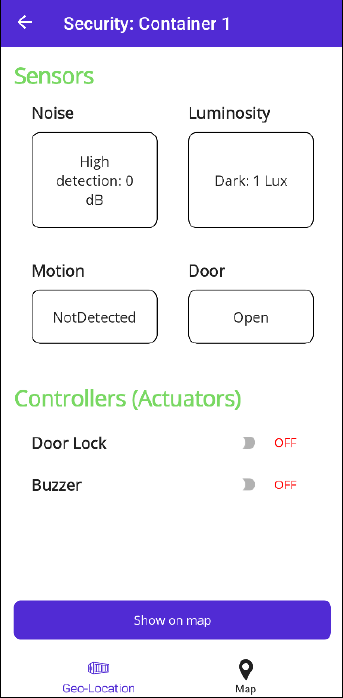 Security: Container 1
Sensors
Noise
Luminosity
High
detection: 0
dB
Dark: 1 Lux
Motion
Door
NotDetected
Open
Controllers (Actuators)
Door Lock
OFF
Buzzer
OFF
Show on map
Geo-Location
Map